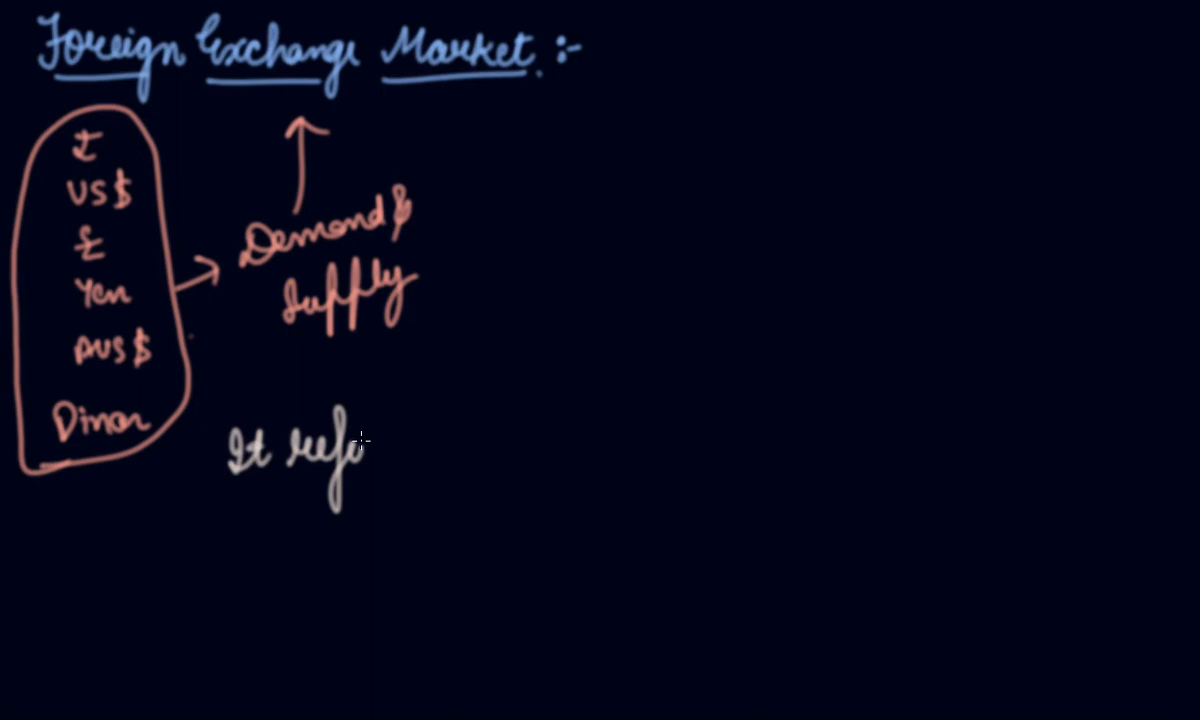 Foreign Exchange Market :-
₹
US $
£
Yen
AUS $
Dinar
Demand &
Supply
It refe